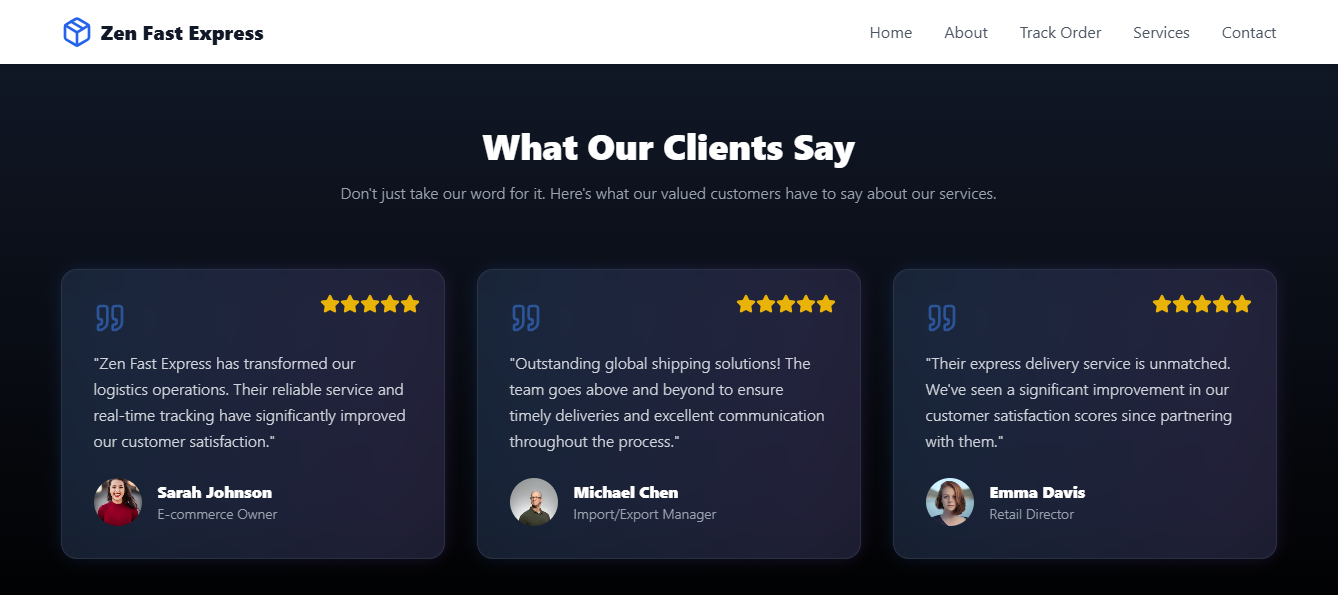 Zen Fast Express
Home About Track Order Services Contact
What Our Clients Say
Don't just take our word for it. Here's what our valued customers have to say about our services.
"Zen Fast Express has transformed our
logistics operations. Their reliable service and
real-time tracking have significantly improved
our customer satisfaction."
Sarah Johnson
E-commerce Owner
"Outstanding global shipping solutions! The
team goes above and beyond to ensure
timely deliveries and excellent communication
throughout the process."
Michael Chen
Import/Export Manager
"Their express delivery service is unmatched.
We've seen a significant improvement in our
customer satisfaction scores since partnering
with them."
Emma Davis
Retail Director